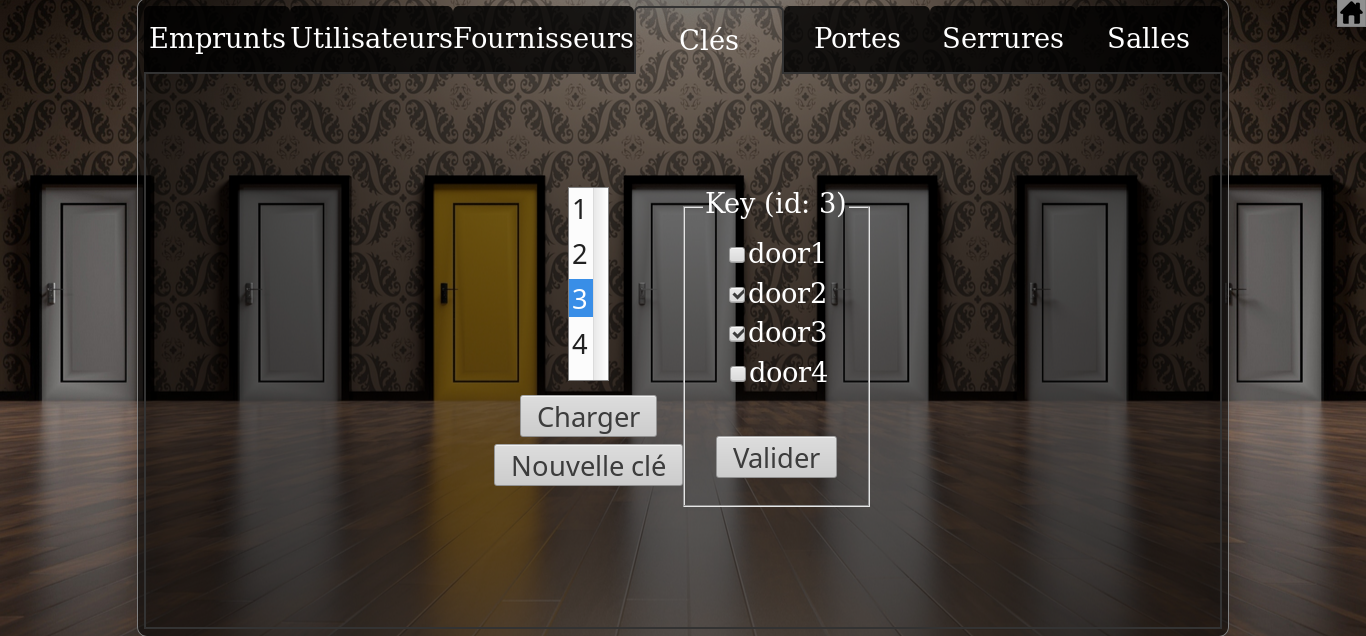 Emprunts Utilisateurs Fournisseurs Clés Portes Serrures Salles
1
2
3
4
Charger
Nouvelle clé
Key (id: 3)
door1
door2
door3
door4
Valider